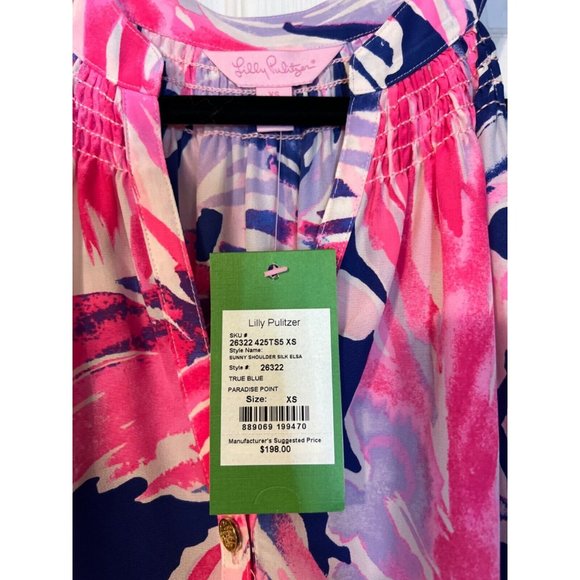 Lilly Pulitzer®
XS
Lilly Pulitzer
SKU #
26322 425TS5 XS
Style Name:
SUNNY SHOULDER SILK ELSA
Style #: 26322
TRUE BLUE
PARADISE POINT
Size: XS
889069 199470
Manufacturer's Suggested Price
$198.00